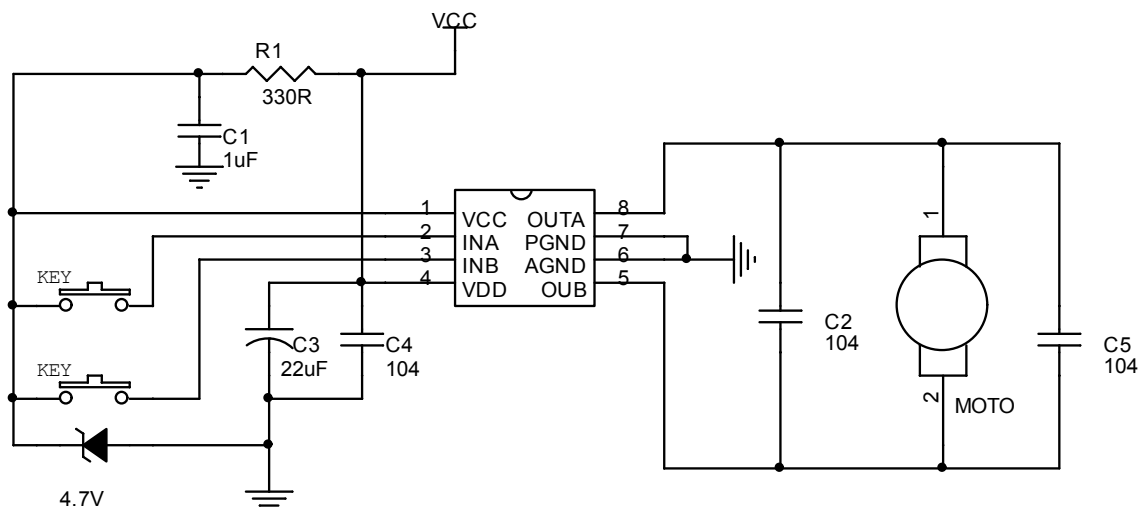 VCC
R1
330R
C1
1uF
1 VCC OUTA 8
2 INA PGND 7
3 INB AGND 6
4 VDD OUB 5
KEY
KEY
C3
22uF
C4
104
4.7V
C2
104
1
2
MOTO
C5
104